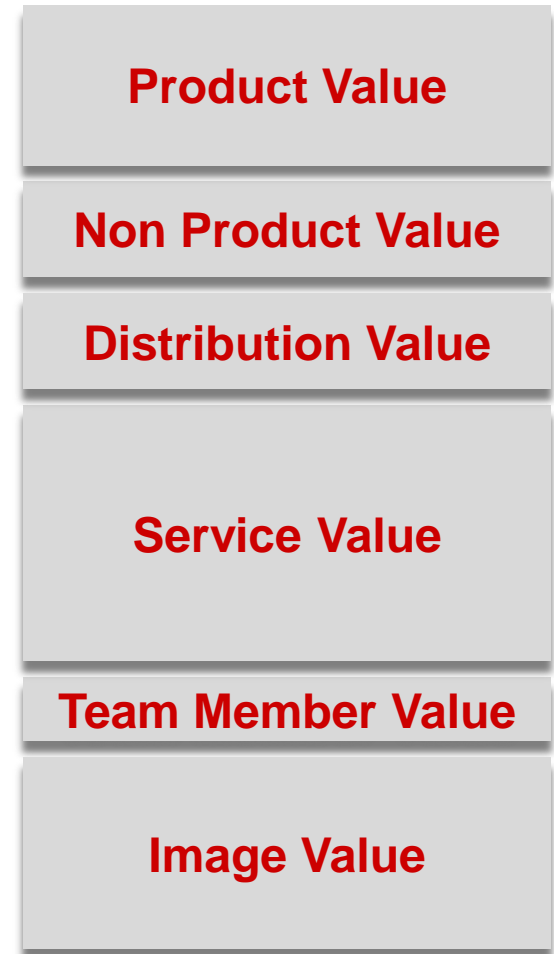 Product Value
Non Product Value
Distribution Value
Service Value
Team Member Value
Image Value